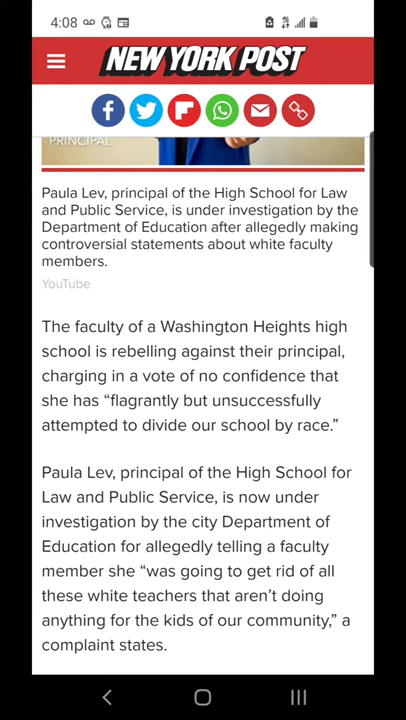 4:08
NEW YORK POST
PRINCIPAL
Paula Lev, principal of the High School for Law
and Public Service, is under investigation by the
Department of Education after allegedly making
controversial statements about white faculty
members.
YouTube
The faculty of a Washington Heights high
school is rebelling against their principal,
charging in a vote of no confidence that
she has “flagrantly but unsuccessfully
attempted to divide our school by race.”
Paula Lev, principal of the High School for
Law and Public Service, is now under
investigation by the city Department of
Education for allegedly telling a faculty
member she “was going to get rid of all
these white teachers that aren’t doing
anything for the kids of our community,” a
complaint states.